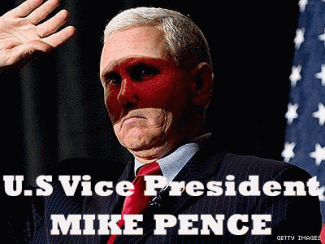 U.S Vice President
MIKE PENCE
GETTY IMAGES